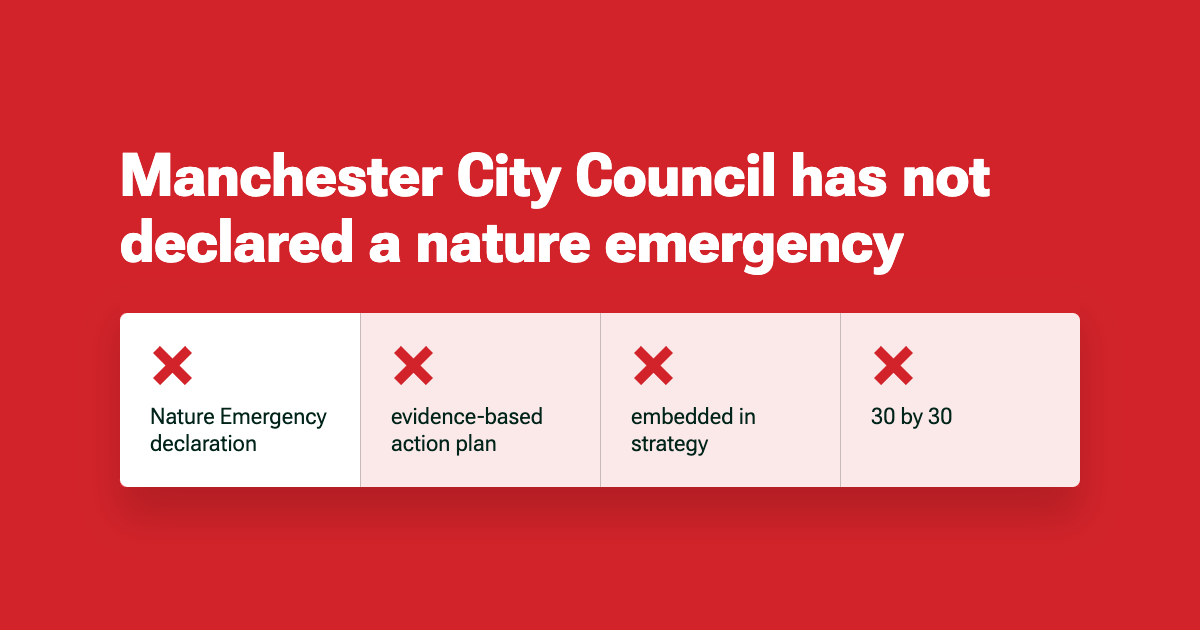 Manchester City Council has not
declared a nature emergency
Nature Emergency
declaration
evidence-based
action plan
embedded in
strategy
30 by 30